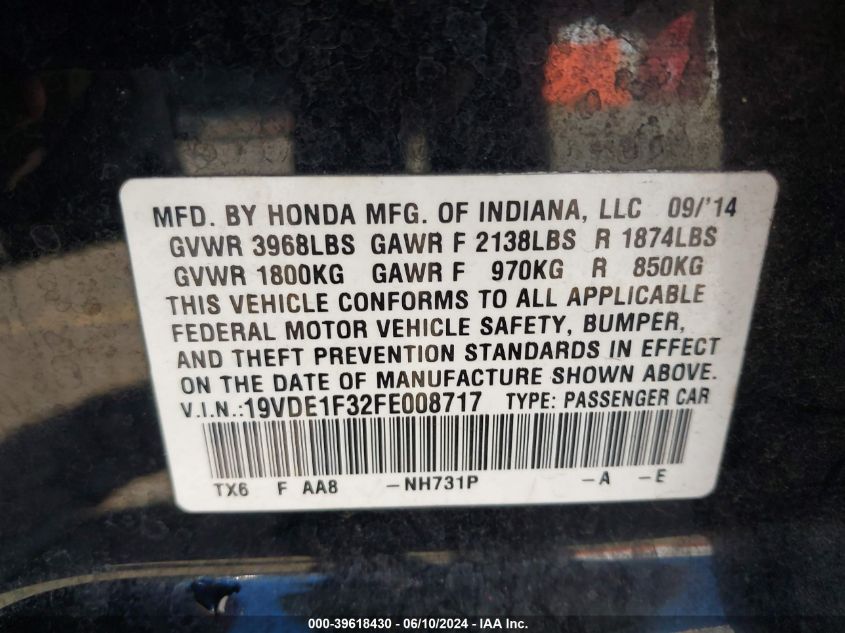 MFD. BY HONDA MFG. OF INDIANA, LLC 09/'14
GVWR 3968LBS GAWR F 2138LBS R 1874LBS
GVWR 1800KG GAWR F 970KG R 850KG
THIS VEHICLE CONFORMS TO ALL APPLICABLE
FEDERAL MOTOR VEHICLE SAFETY, BUMPER,
AND THEFT PREVENTION STANDARDS IN EFFECT
ON THE DATE OF MANUFACTURE SHOWN ABOVE.
V.I.N.:19VDE1F32FE008717 TYPE: PASSENGER CAR
TX6 F AA8 -NH731P -A -E
000-39618430 - 06/10/2024 - IAA Inc.